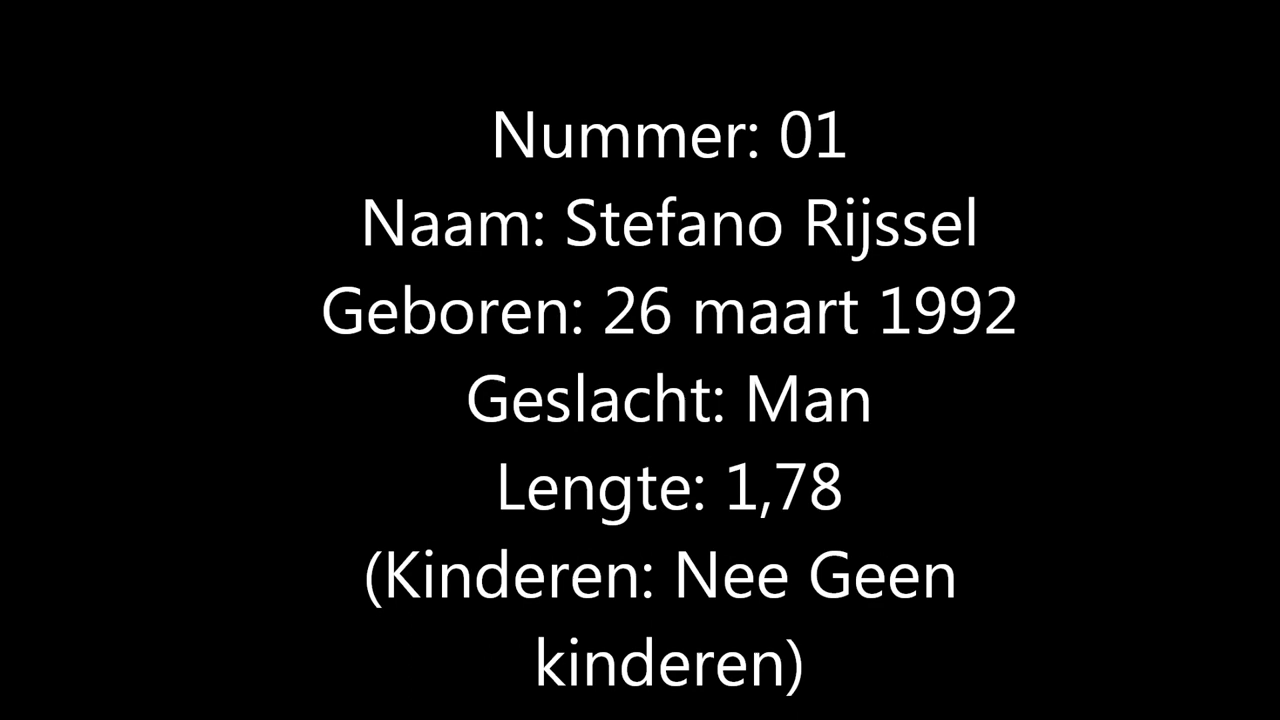 Nummer: 01
Naam: Stefano Rijssel
Geboren: 26 maart 1992
Geslacht: Man
Lengte: 1,78
(Kinderen: Nee Geen
kinderen)